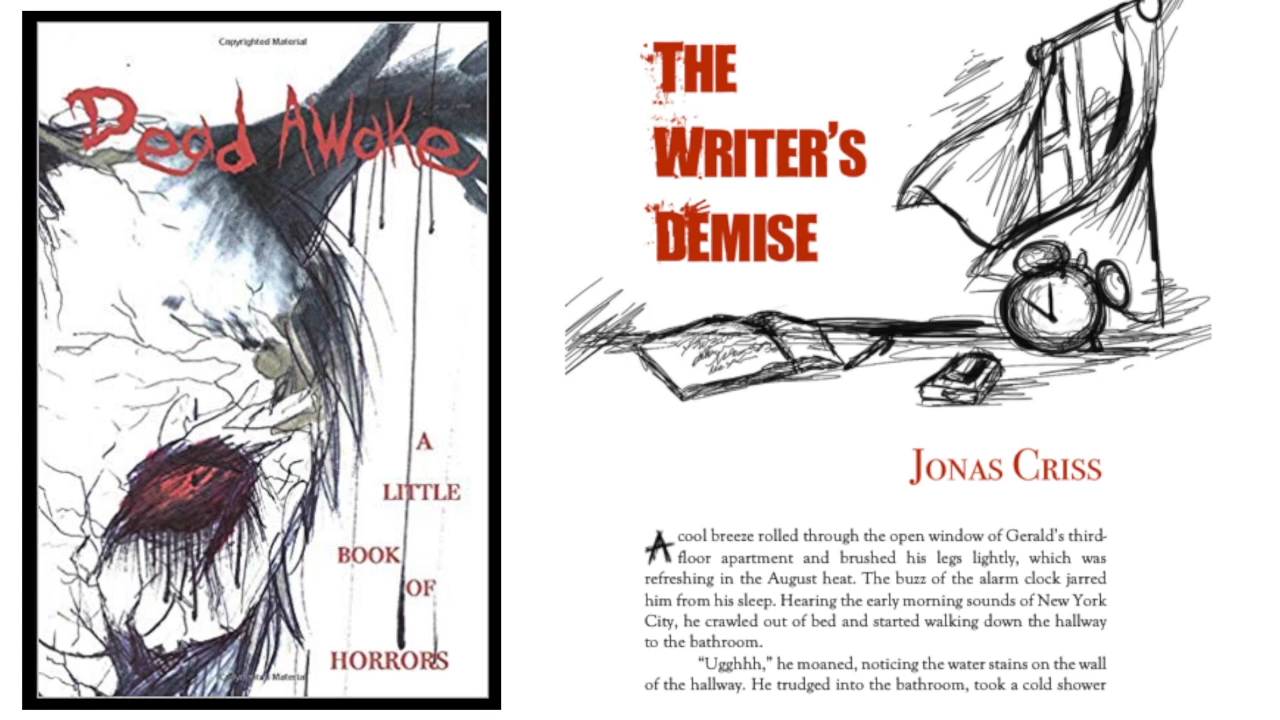 Copyrighted Material
Dead Awake
A
LITTLE
BOOK
OF
HORRORS
Copyrighted Material
THE
WRITER'S
DEMISE
JONAS CRISS
A cool breeze rolled through the open window of Gerald's third-
floor apartment and brushed his legs lightly, which was
refreshing in the August heat. The buzz of the alarm clock jarred
him from his sleep. Hearing the early morning sounds of New York
City, he crawled out of bed and started walking down the hallway
to the bathroom.
"Ugghhh," he moaned, noticing the water stains on the wall
of the hallway. He trudged into the bathroom, took a cold shower